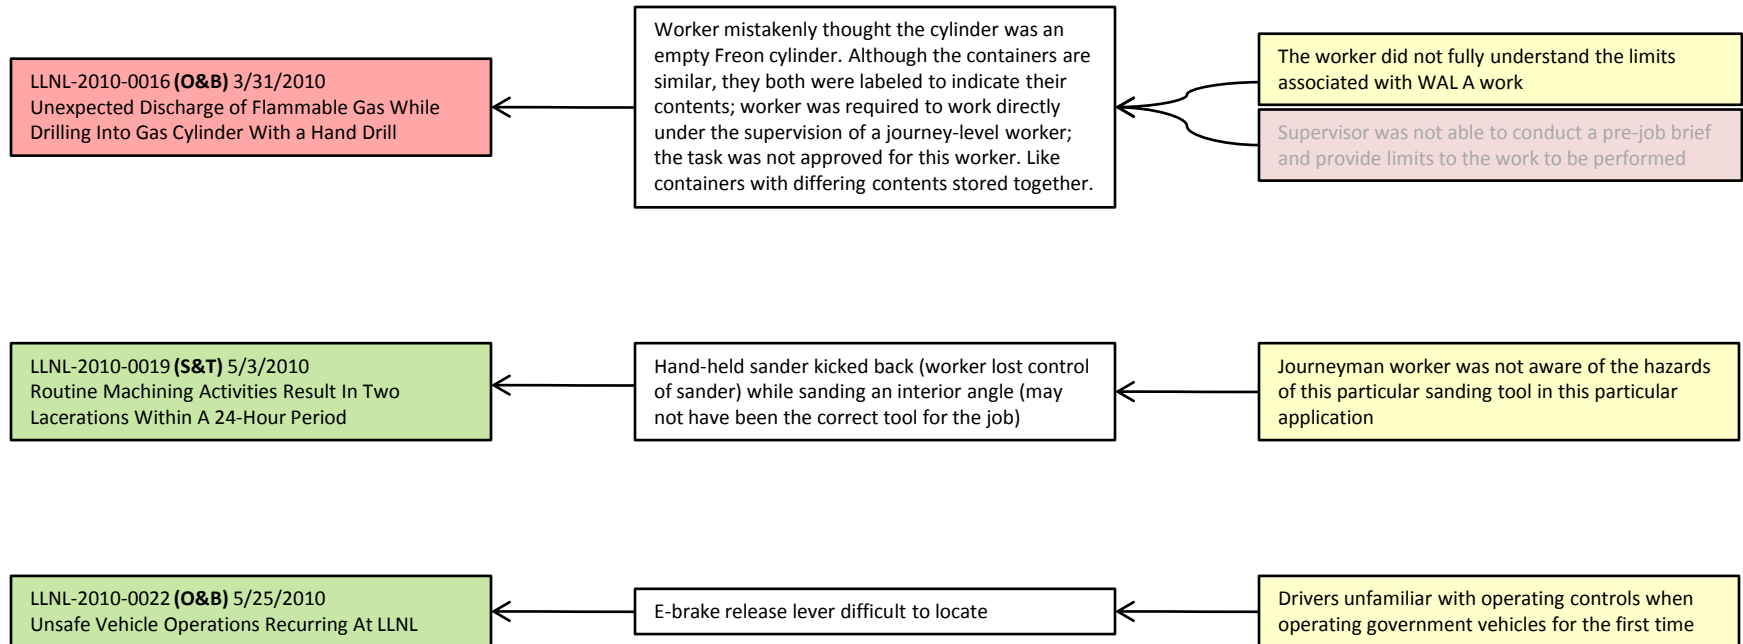 LLNL-2010-0016 (O&B) 3/31/2010
Unexpected Discharge of Flammable Gas While
Drilling Into Gas Cylinder With a Hand Drill
Worker mistakenly thought the cylinder was an
empty Freon cylinder. Although the containers are
similar, they both were labeled to indicate their
contents; worker was required to work directly
under the supervision of a journey-level worker;
the task was not approved for this worker. Like
containers with differing contents stored together.
The worker did not fully understand the limits
associated with WAL A work
Supervisor was not able to conduct a pre-job brief
and provide limits to the work to be performed
LLNL-2010-0019 (S&T) 5/3/2010
Routine Machining Activities Result In Two
Lacerations Within A 24-Hour Period
Hand-held sander kicked back (worker lost control
of sander) while sanding an interior angle (may
not have been the correct tool for the job)
Journeyman worker was not aware of the hazards
of this particular sanding tool in this particular
application
LLNL-2010-0022 (O&B) 5/25/2010
Unsafe Vehicle Operations Recurring At LLNL
E-brake release lever difficult to locate
Drivers unfamiliar with operating controls when
operating government vehicles for the first time